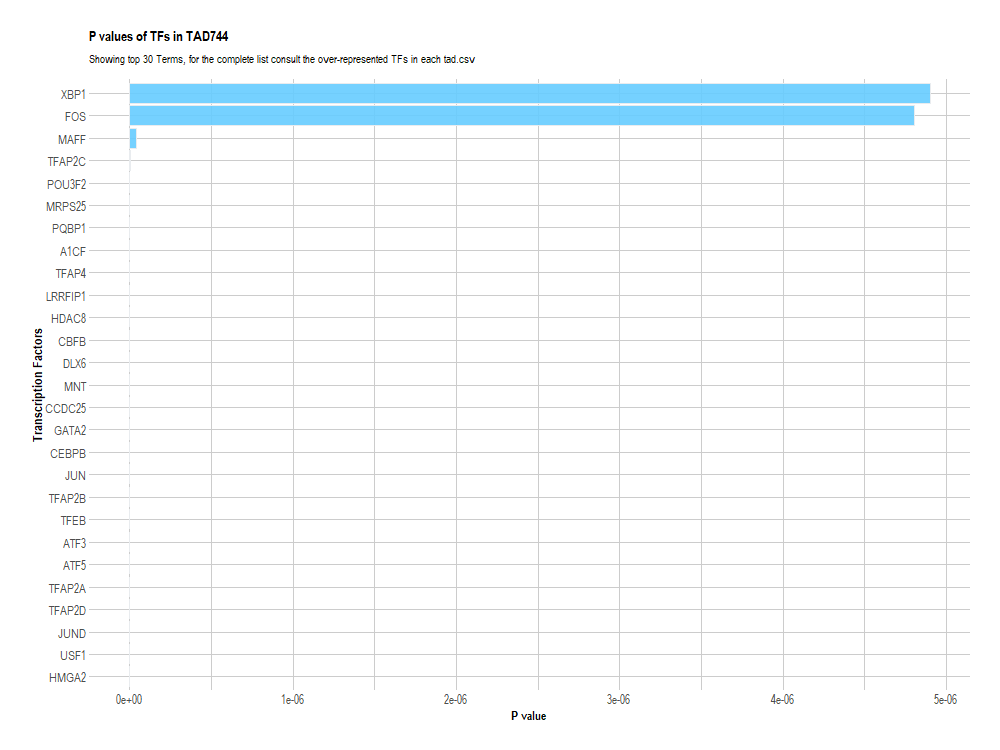 P values of TFs in TAD744
Showing top 30 Terms, for the complete list consult the over-represented TFs in each tad.csv
XBP1
FOS
MAFF
TFAP2C
POU3F2
MRPS25
PQBP1
A1CF
TFAP4
LRRFIP1
HDAC8
CBFB
DLX6
MNT
CCDC25
GATA2
CEBPB
JUN
TFAP2B
TFEB
ATF3
ATF5
TFAP2A
TFAP2D
JUND
USF1
HMGA2
Transcription Factors
0e+00 1e-06 2e-06 3e-06 4e-06 5e-06
P value